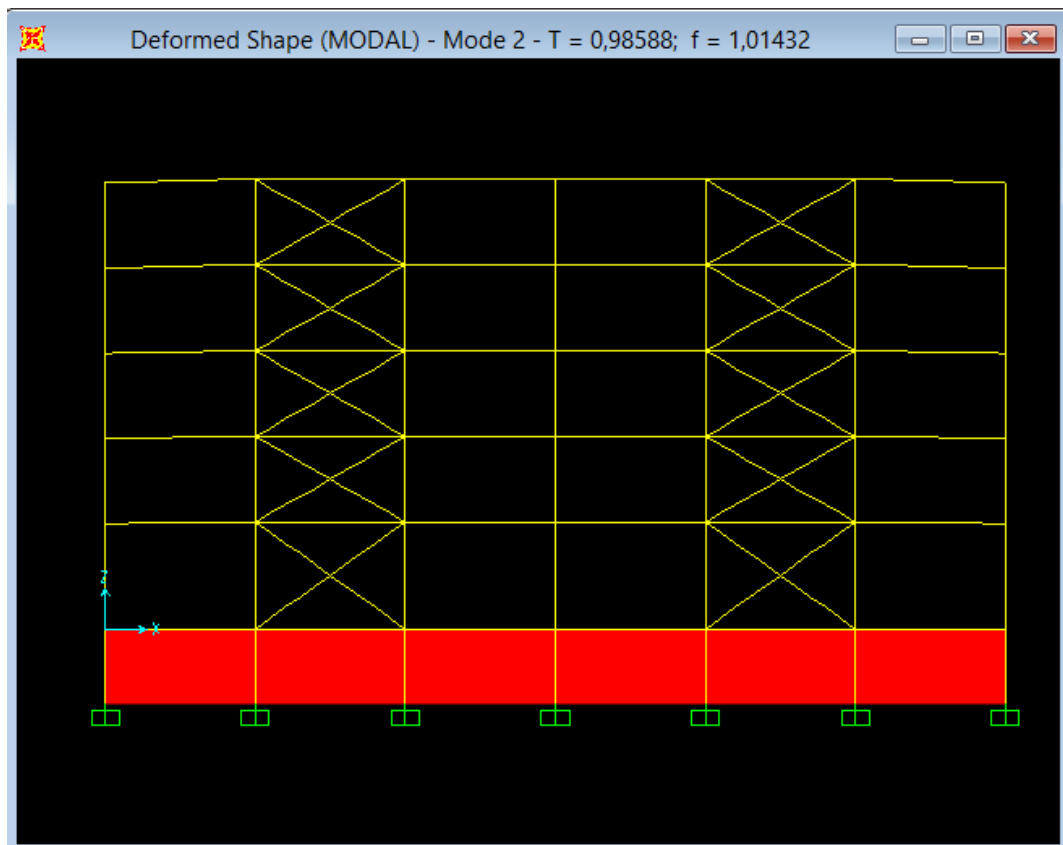 Deformed Shape (MODAL) - Mode 2 - T = 0,98588; f = 1,01432
Z
X